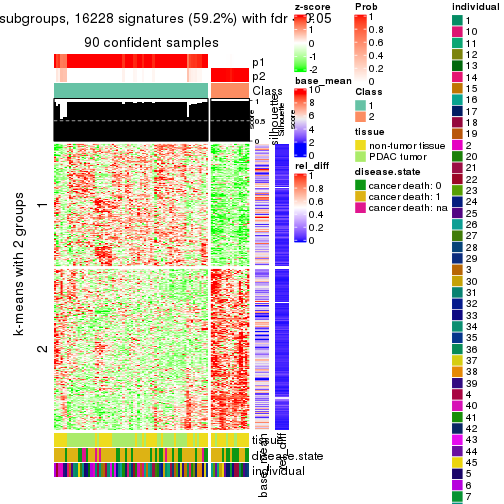 subgroups, 16228 signatures (59.2%) with fdr < 0.05
90 confident samples
p1
p2
Class
1
0.5
0
silhouette
score
k-means with 2 groups
1
2
tissue
disease.state
individual
base_mean
rel_diff
z-score
2
1
0
-1
-2
base_mean
10
8
6
4
2
0
rel_diff
1
0.8
0.6
0.4
0.2
0
Prob
1
0.8
0.6
0.4
0.2
0
Class
1
2
tissue
non-tumor tissue
PDAC tumor
disease.state
cancer death: 0
cancer death: 1
cancer death: na
individual
1
10
11
12
13
14
15
16
17
18
19
2
20
21
22
23
24
25
26
27
28
29
3
30
31
32
33
34
35
36
37
38
39
4
40
41
42
43
44
45
5
6
7